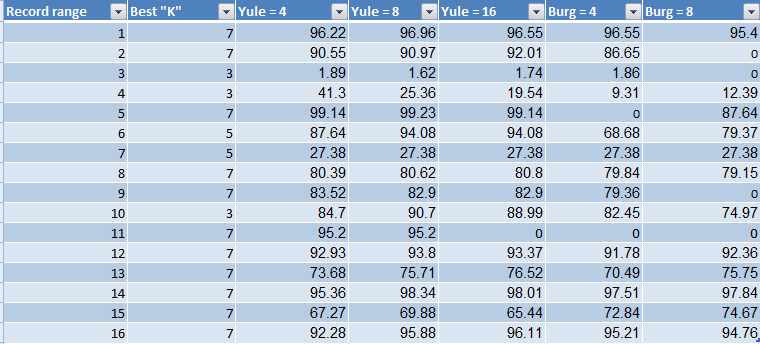 Record range Best "K" Yule = 4 Yule = 8 Yule = 16 Burg = 4 Burg = 8
1 7 96.22 96.96 96.55 96.55 95.4
2 7 90.55 90.97 92.01 86.65 0
3 3 1.89 1.62 1.74 1.86 0
4 3 41.3 25.36 19.54 9.31 12.39
5 7 99.14 99.23 99.14 0 87.64
6 5 87.64 94.08 94.08 68.68 79.37
7 5 27.38 27.38 27.38 27.38 27.38
8 7 80.39 80.62 80.8 79.84 79.15
9 7 83.52 82.9 82.9 79.36 0
10 3 84.7 90.7 88.99 82.45 74.97
11 7 95.2 95.2 0 0 0
12 7 92.93 93.8 93.37 91.78 92.36
13 7 73.68 75.71 76.52 70.49 75.75
14 7 95.36 98.34 98.01 97.51 97.84
15 7 67.27 69.88 65.44 72.84 74.67
16 7 92.28 95.88 96.11 95.21 94.76